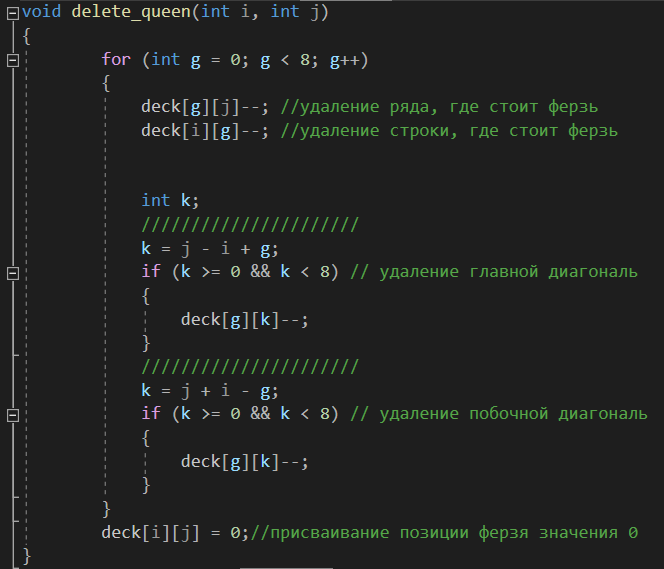 void delete_queen(int i, int j)
{
for (int g = 0; g < 8; g++)
{
deck[g][j]--; //удаление ряда, где стоит ферзь
deck[i][g]--; //удаление строки, где стоит ферзь
int k;
//////////////////////
k = j - i + g;
if (k >= 0 && k < 8) // удаление главной диагональ
{
deck[g][k]--;
}
//////////////////////
k = j + i - g;
if (k >= 0 && k < 8) // удаление побочной диагональ
{
deck[g][k]--;
}
}
deck[i][j] = 0;//присваивание позиции ферзя значения 0
}